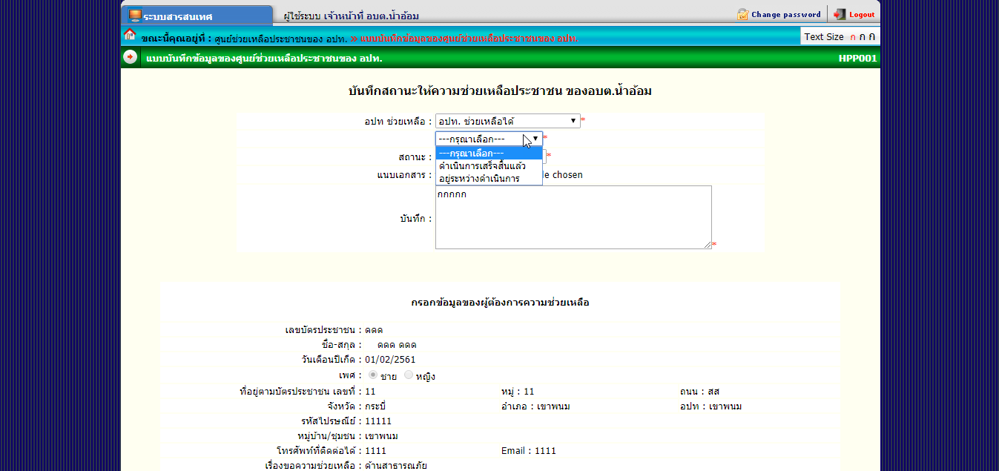 ระบบสารสนเทศ ผู้ใช้ระบบ เจ้าหน้าที่ อบต.น้ำอ้อม Change password Logout
ขณะนี้คุณอยู่ที่ : ศูนย์ช่วยเหลือประชาชนของ อปท. » แบบบันทึกข้อมูลของศูนย์ช่วยเหลือประชาชนของ อปท. Text Size ก ก ก
แบบบันทึกข้อมูลของศูนย์ช่วยเหลือประชาชนของ อปท. HPP001
บันทึกสถานะให้ความช่วยเหลือประชาชน ของอบต.น้ำอ้อม
อปท ช่วยเหลือ : อปท. ช่วยเหลือได้ *
---กรุณาเลือก--- *
---กรุณาเลือก---
สถานะ : *
ดำเนินการเสร็จสิ้นแล้ว
แนบเอกสาร : chosen
อยู่ระหว่างดำเนินการ
กกกกก
บันทึก : *
กรอกข้อมูลของผู้ต้องการความช่วยเหลือ
เลขบัตรประชาชน : ดดด
ชื่อ-สกุล : ดดด ดดด
วันเดือนปีเกิด : 01/02/2561
เพศ : ชาย หญิง
ที่อยู่ตามบัตรประชาชน เลขที่ : 11 หมู่ : 11 ถนน : สส
จังหวัด : กระบี่ อำเภอ : เขาพนม อปท : เขาพนม
รหัสไปรษณีย์ : 11111
หมู่บ้าน/ชุมชน : เขาพนม
โทรศัพท์ที่ติดต่อได้ : 1111 Email : 1111
เรื่องขอความช่วยเหลือ : ด้านสาธารณภัย